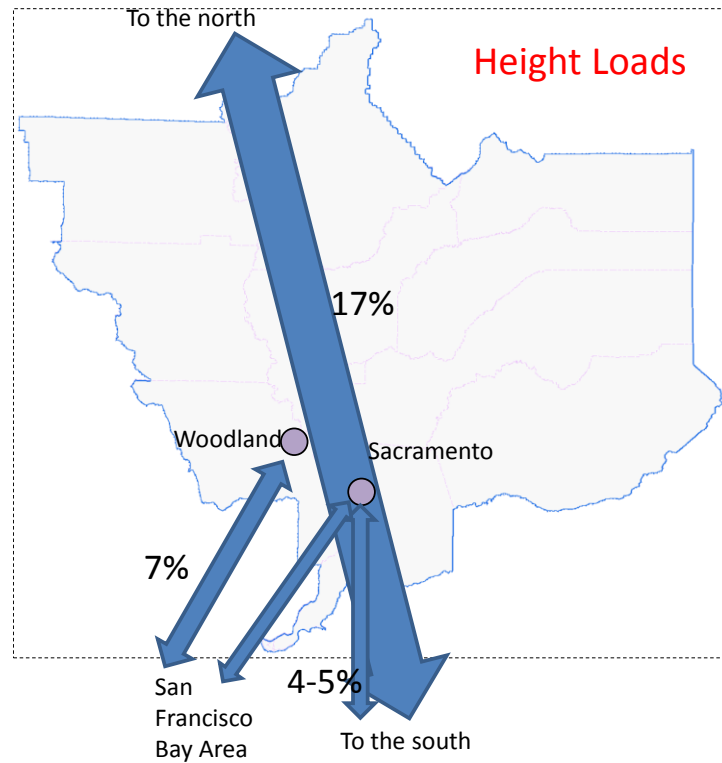 To the north
Height Loads
17%
Woodland
Sacramento
7%
4-5%
San
Francisco
Bay Area
To the south